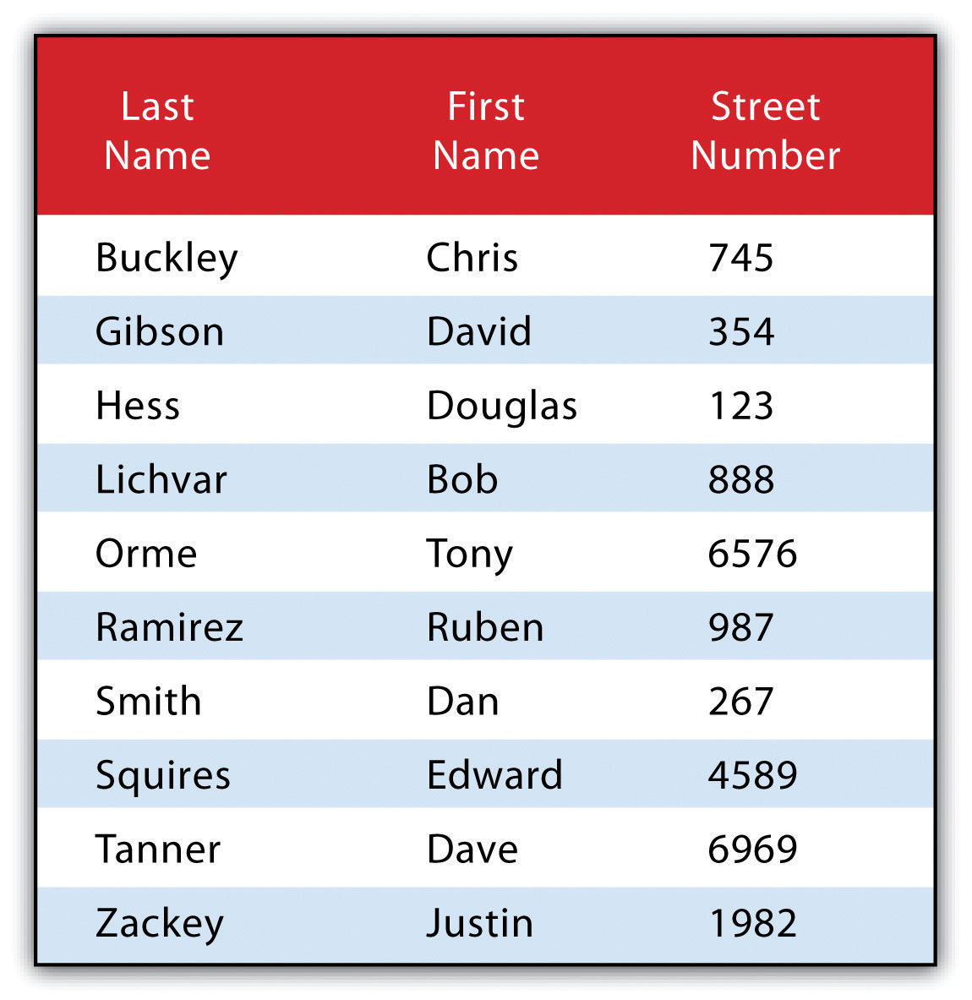 Last Name First Name Street Number
Buckley Chris 745
Gibson David 354
Hess Douglas 123
Lichvar Bob 888
Orme Tony 6576
Ramirez Ruben 987
Smith Dan 267
Squires Edward 4589
Tanner Dave 6969
Zackey Justin 1982